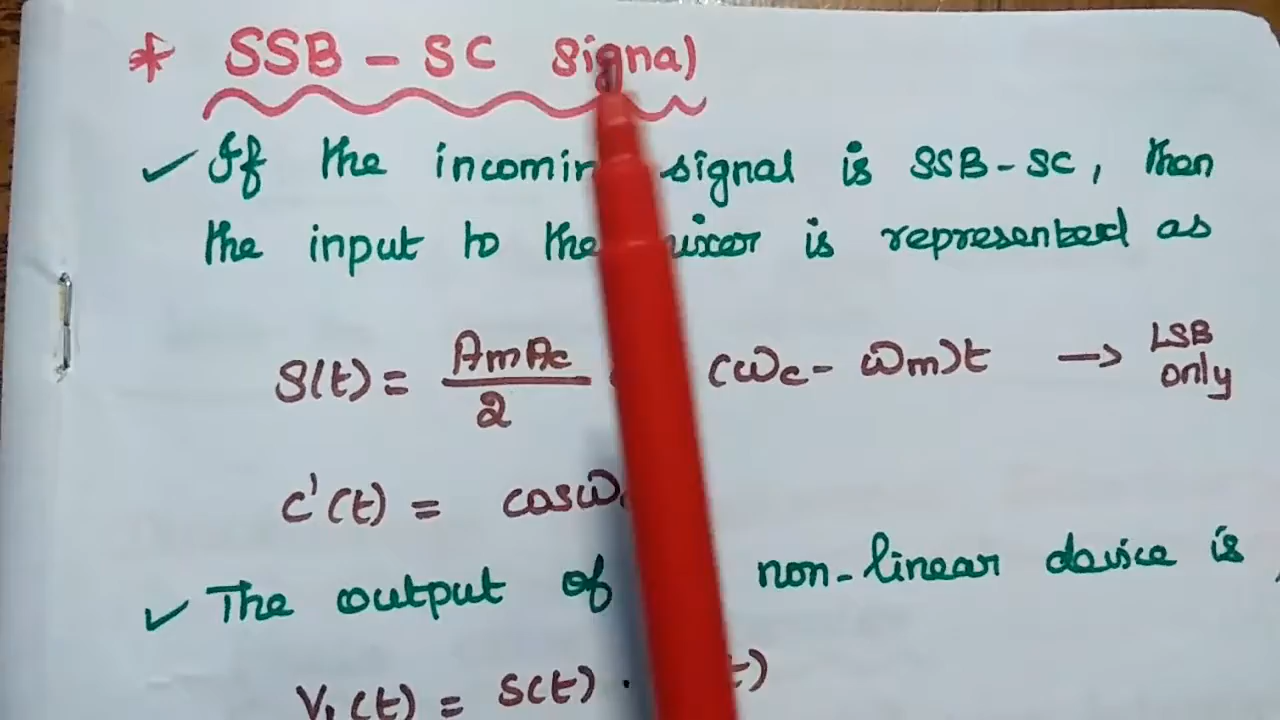 * SSB - SC Signal
✓ If the incomin signal is SSB-SC, then
the input to the mixer is represented as
S(t) = AmAc / 2 (ωc - ωm)t → LSB only
c'(t) = cosω
✓ The output of non-linear device is,
V₁(t) = S(t) . t)